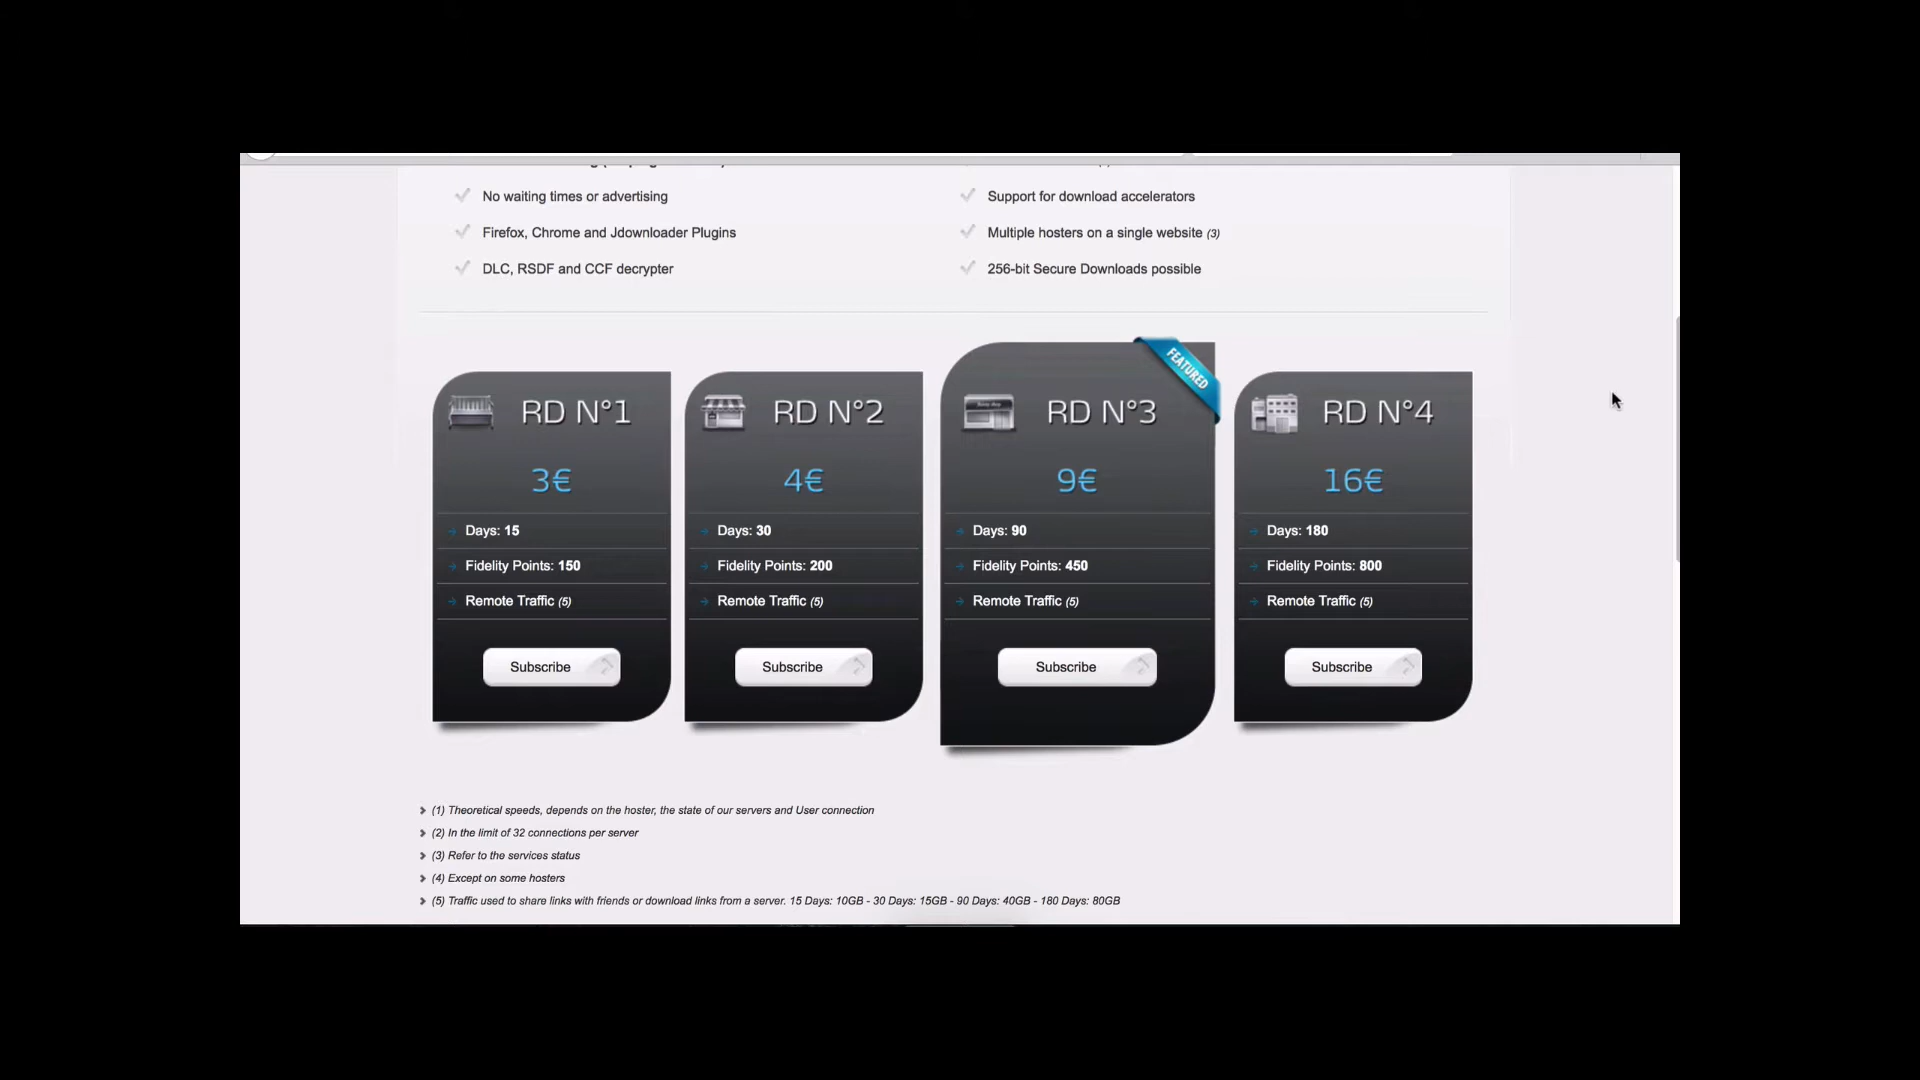 No waiting times or advertising
Support for download accelerators
Firefox, Chrome and Jdownloader Plugins
Multiple hosters on a single website (3)
DLC, RSDF and CCF decrypter
256-bit Secure Downloads possible
FEATURED
RD N°1
3€
Days: 15
Fidelity Points: 150
Remote Traffic (5)
Subscribe
RD N°2
4€
Days: 30
Fidelity Points: 200
Remote Traffic (5)
Subscribe
RD N°3
9€
Days: 90
Fidelity Points: 450
Remote Traffic (5)
Subscribe
RD N°4
16€
Days: 180
Fidelity Points: 800
Remote Traffic (5)
Subscribe
(1) Theoretical speeds, depends on the hoster, the state of our servers and User connection
(2) In the limit of 32 connections per server
(3) Refer to the services status
(4) Except on some hosters
(5) Traffic used to share links with friends or download links from a server. 15 Days: 10GB - 30 Days: 15GB - 90 Days: 40GB - 180 Days: 80GB